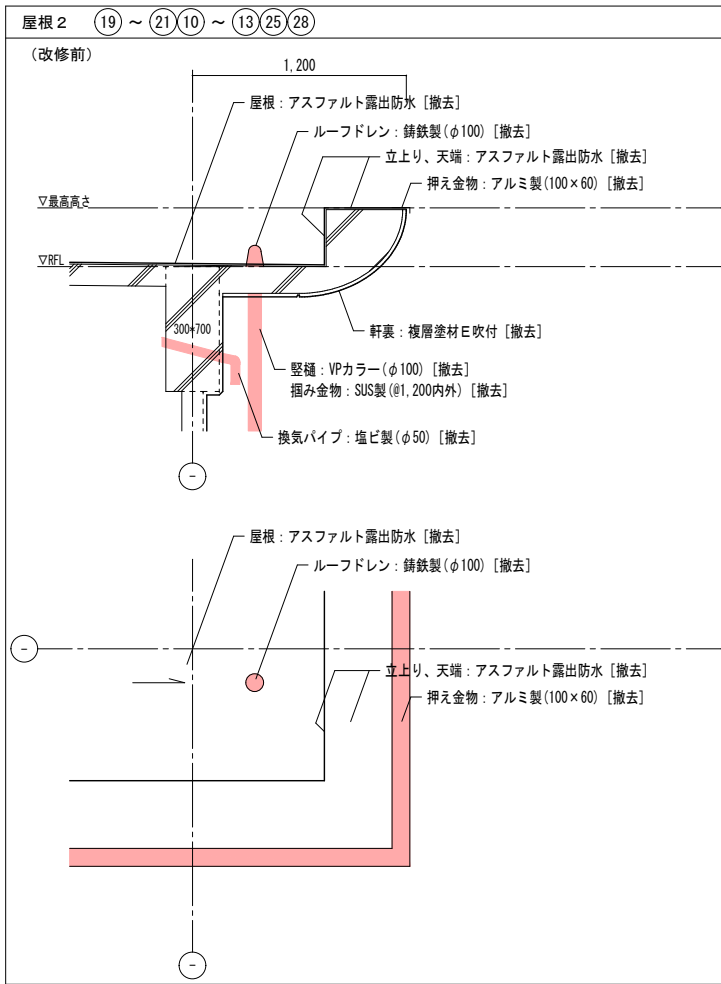 屋根２ ⑲ ～ ㉑⑩ ～ ⑬㉕㉘
(改修前)
1,200
屋根：アスファルト露出防水［撤去］
ルーフドレン：鋳鉄製(φ100)［撤去］
立上り、天端：アスファルト露出防水［撤去］
押え金物：アルミ製(100×60)［撤去］
▽最高高さ
▽RFL
300*700
軒裏：複層塗材Ｅ吹付［撤去］
竪樋：VPカラー(φ100)［撤去］
掴み金物：SUS製(@1,200内外)［撤去］
換気パイプ：塩ビ製(φ50)［撤去］
-
屋根：アスファルト露出防水［撤去］
ルーフドレン：鋳鉄製(φ100)［撤去］
-
立上り、天端：アスファルト露出防水［撤去］
押え金物：アルミ製(100×60)［撤去］
-